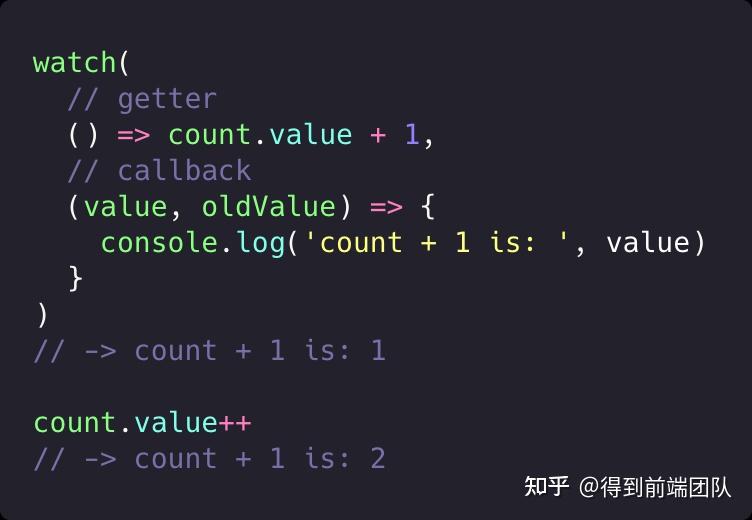 watch(
  // getter
  () => count.value + 1,
  // callback
  (value, oldValue) => {
    console.log('count + 1 is: ', value)
  }
)
// -> count + 1 is: 1

count.value++
// -> count + 1 is: 2
知乎 @得到前端团队